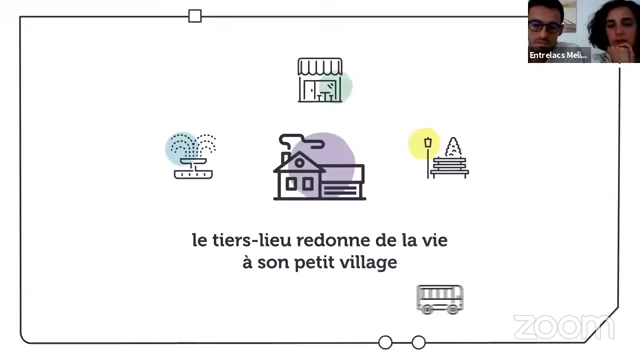 Entrelacs Meli...
le tiers-lieu redonne de la vie
à son petit village
zoom